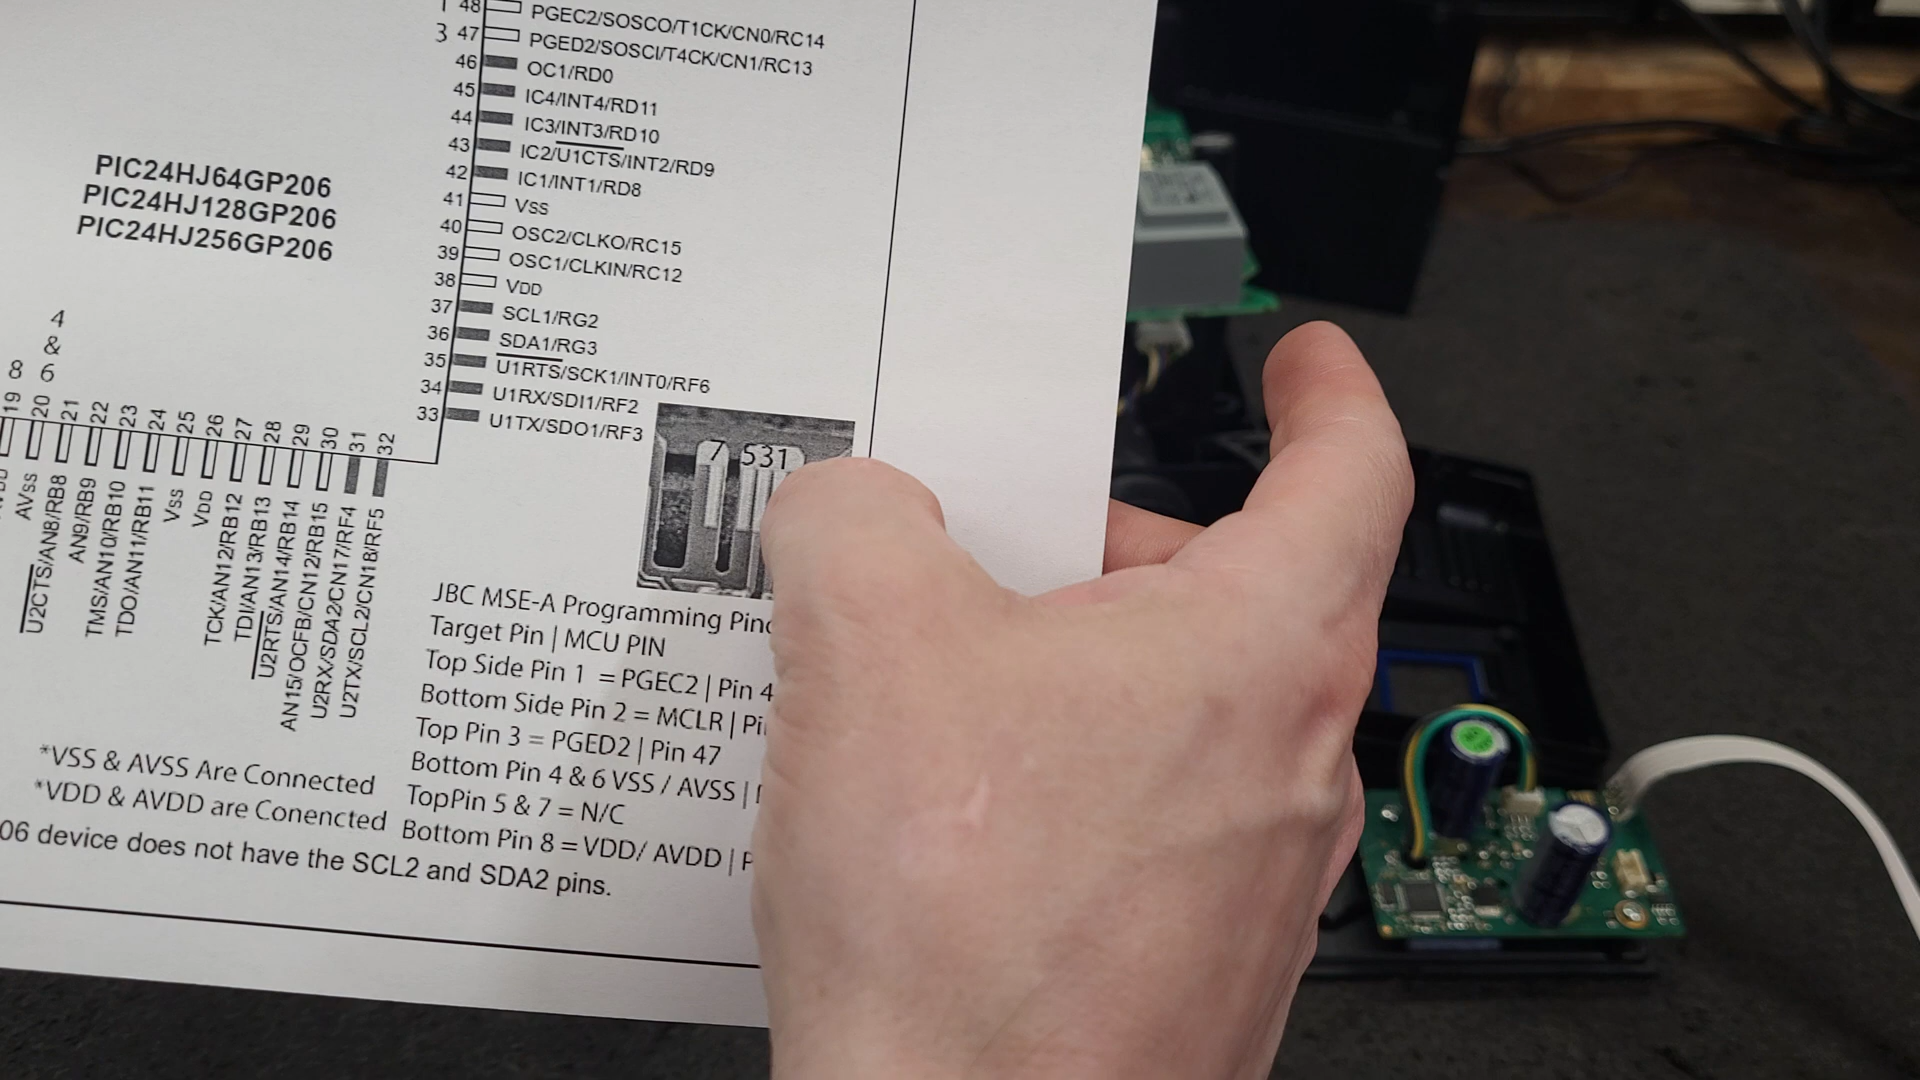 48 PGEC2/SOSCO/T1CK/CN0/RC14
3 47 PGED2/SOSCI/T4CK/CN1/RC13
46 OC1/RD0
45 IC4/INT4/RD11
44 IC3/INT3/RD10
43 IC2/U1CTS/INT2/RD9
42 IC1/INT1/RD8
41 VSS
40 OSC2/CLKO/RC15
39 OSC1/CLKIN/RC12
38 VDD
37 SCL1/RG2
36 SDA1/RG3
35 U1RTS/SCK1/INT0/RF6
34 U1RX/SDI1/RF2
33 U1TX/SDO1/RF3
PIC24HJ64GP206
PIC24HJ128GP206
PIC24HJ256GP206
4
&
8 6
19
20 AVSS
21 U2CTS/AN8/RB8
22 AN9/RB9
23 TMS/AN10/RB10
24 TDO/AN11/RB11
25 VSS
26 VDD
27 TCK/AN12/RB12
28 TDI/AN13/RB13
29 U2RTS/AN14/RB14
30 AN15/OCFB/CN12/RB15
31 U2RX/SDA2/CN17/RF4
32 U2TX/SCL2/CN18/RF5
7 531
JBC MSE-A Programming
Target Pin | MCU PIN
Top Side Pin 1 = PGEC2 | Pin
Bottom Side Pin 2 = MCLR |
Top Pin 3 = PGED2 | Pin 47
Bottom Pin 4 & 6 VSS / AVSS |
TopPin 5 & 7 = N/C
Bottom Pin 8 = VDD/ AVDD |
*VSS & AVSS Are Connected
*VDD & AVDD are Conencted
06 device does not have the SCL2 and SDA2 pins.